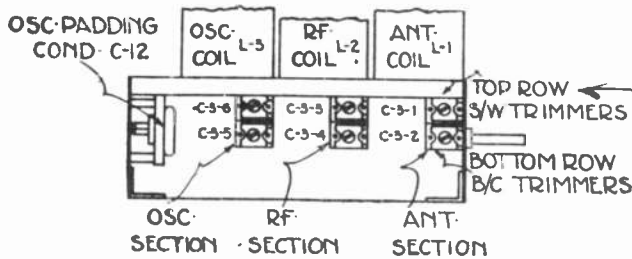 OSC·PADDING
COND· C-12
OSC-
COIL L-3
RF
COIL L-2
ANT-
COIL L-1
TOP ROW
S/W TRIMMERS
C-3-6
C-3-3
C-3-1
C-3-5
C-3-4
C-3-2
BOTTOM ROW
B/C TRIMMERS
OSC·
SECTION
RF·
SECTION
ANT·
SECTION